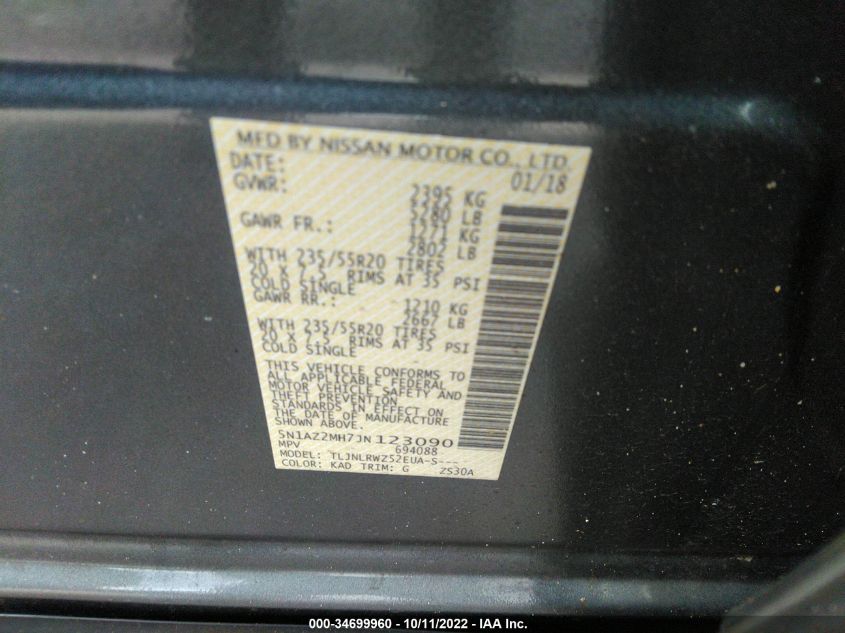 MFD BY NISSAN MOTOR CO., LTD.
DATE: 01/18
GVWR: 2395 KG
5280 LB
GAWR FR.: 1271 KG
2802 LB
WITH 235/55R20 TIRES
20 X 7.5 RIMS AT 35 PSI
COLD SINGLE
GAWR RR.: 1210 KG
2667 LB
WITH 235/55R20 TIRES
20 X 7.5 RIMS AT 35 PSI
COLD SINGLE
THIS VEHICLE CONFORMS TO
ALL APPLICABLE FEDERAL
MOTOR VEHICLE SAFETY AND
THEFT PREVENTION
STANDARDS IN EFFECT ON
THE DATE OF MANUFACTURE
SHOWN ABOVE.
5N1AZ2MH7JN123090
MPV 694088
MODEL: TLJNLRWZ52EUA-S---
COLOR: KAD TRIM: G ZS30A
000-34699960 - 10/11/2022 - IAA Inc.